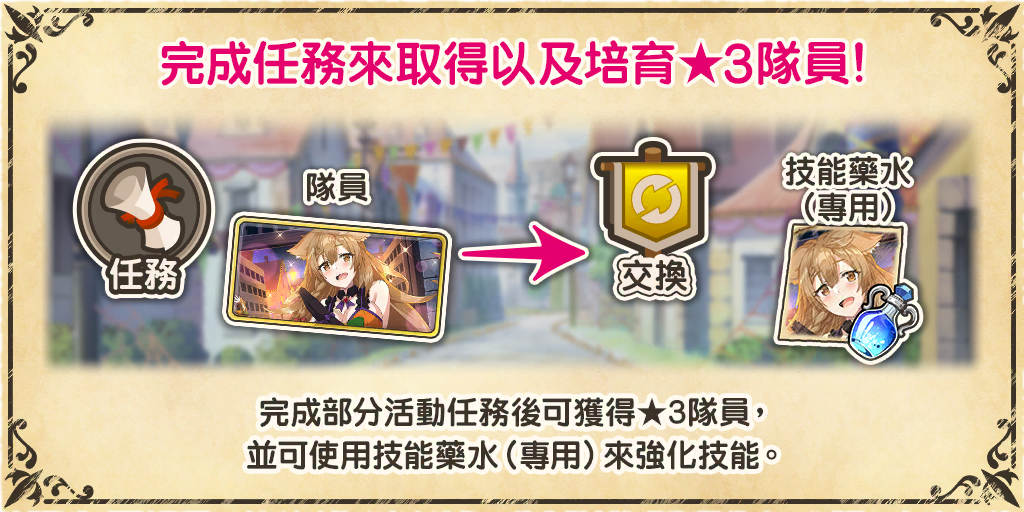 完成任務來取得以及培育★3隊員!
任務
隊員
交換
技能藥水
（專用）
完成部分活動任務後可獲得★3隊員，
並可使用技能藥水（專用）來強化技能。